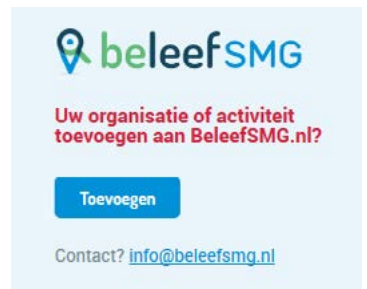 beleefSMG
Uw organisatie of activiteit
toevoegen aan BeleefSMG.nl?
Toevoegen
Contact? info@beleefsmg.nl